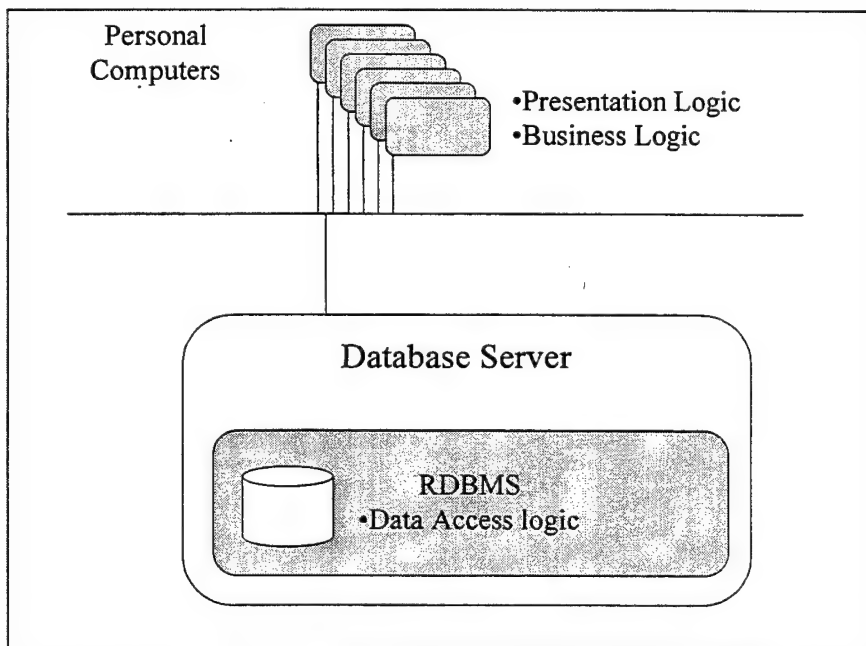 Personal
Computers
•Presentation Logic
•Business Logic
Database Server
RDBMS
•Data Access logic